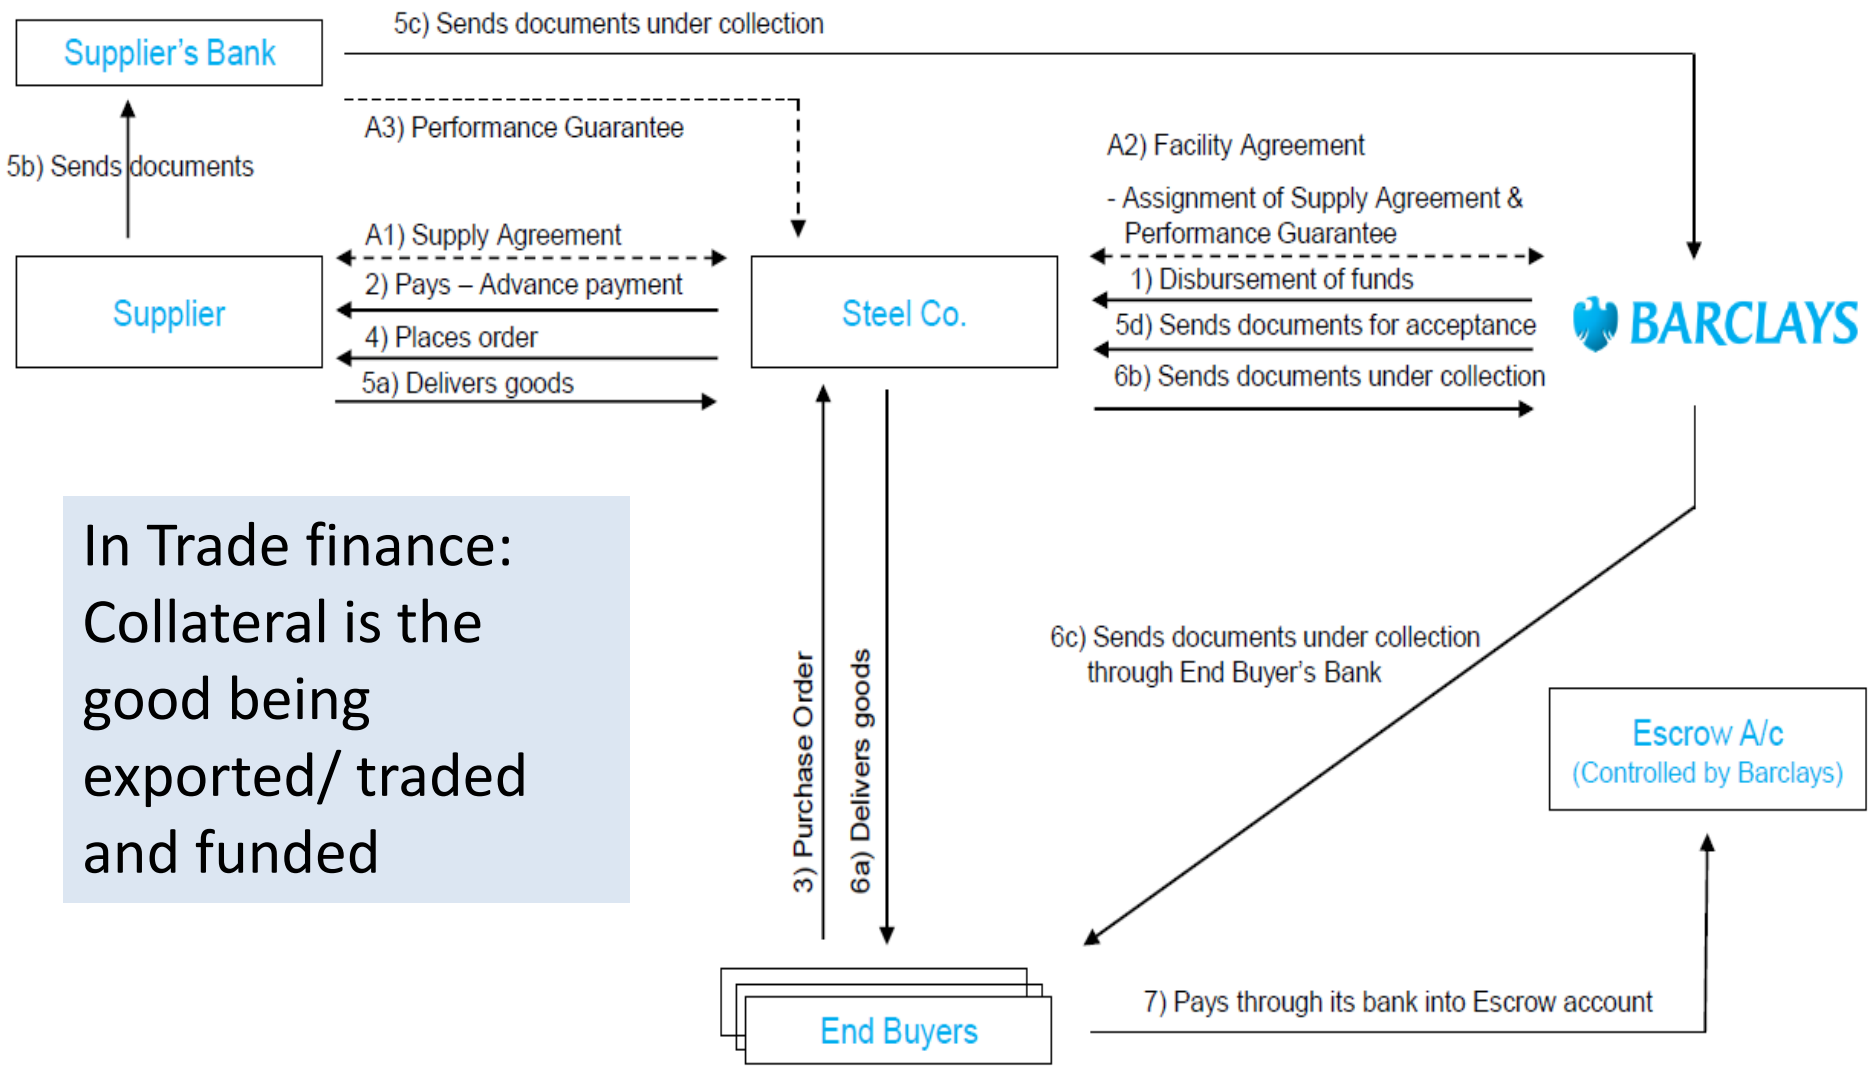 5c) Sends documents under collection
Supplier's Bank
A3) Performance Guarantee
5b) Sends documents
A2) Facility Agreement
- Assignment of Supply Agreement &
Performance Guarantee
A1) Supply Agreement
2) Pays – Advance payment
1) Disbursement of funds
Supplier
Steel Co.
BARCLAYS
4) Places order
5d) Sends documents for acceptance
5a) Delivers goods
6b) Sends documents under collection
In Trade finance:
Collateral is the
good being
exported/ traded
and funded
3) Purchase Order
6a) Delivers goods
6c) Sends documents under collection
through End Buyer's Bank
Escrow A/c
(Controlled by Barclays)
7) Pays through its bank into Escrow account
End Buyers